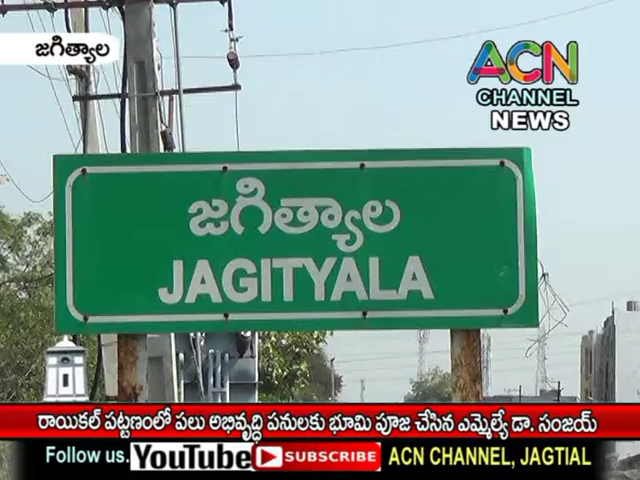 జగిత్యాల
ACN
CHANNEL
NEWS
జగిత్యాల
JAGITYALA
రాయికల్ పట్టణంలో పలు అభివృద్ధి పనులకు భూమి పూజ చేసిన ఎమ్మెల్యే డా. సంజయ్
Follow us. YouTube SUBSCRIBE ACN CHANNEL, JAGTIAL